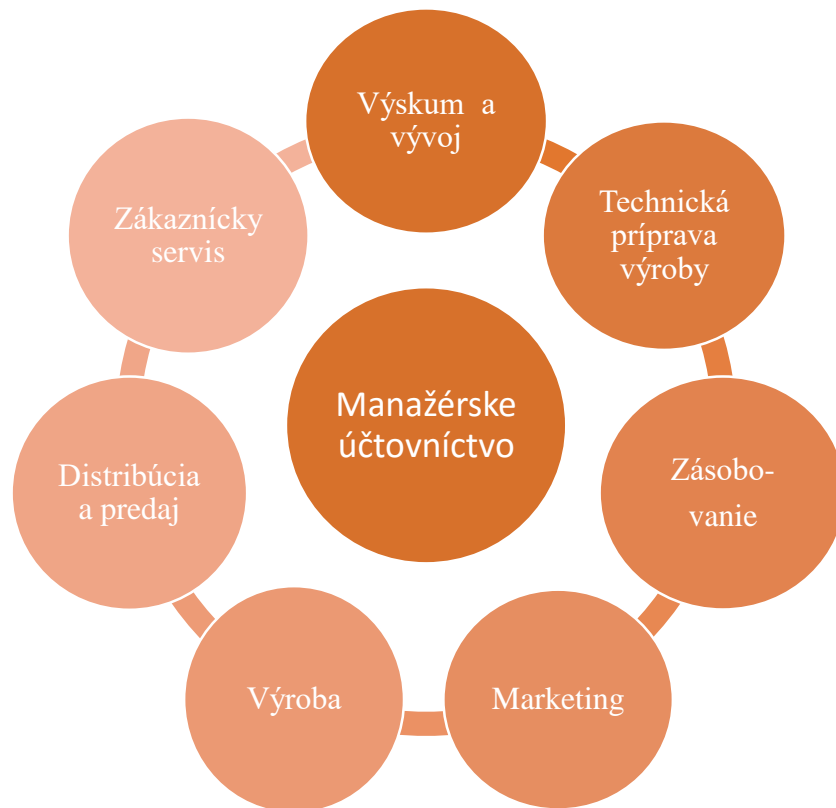 Výskum a
vývoj
Technická
príprava
výroby
Zásobo-
vanie
Marketing
Výroba
Distribúcia
a predaj
Zákaznícky
servis
Manažérske
účtovníctvo